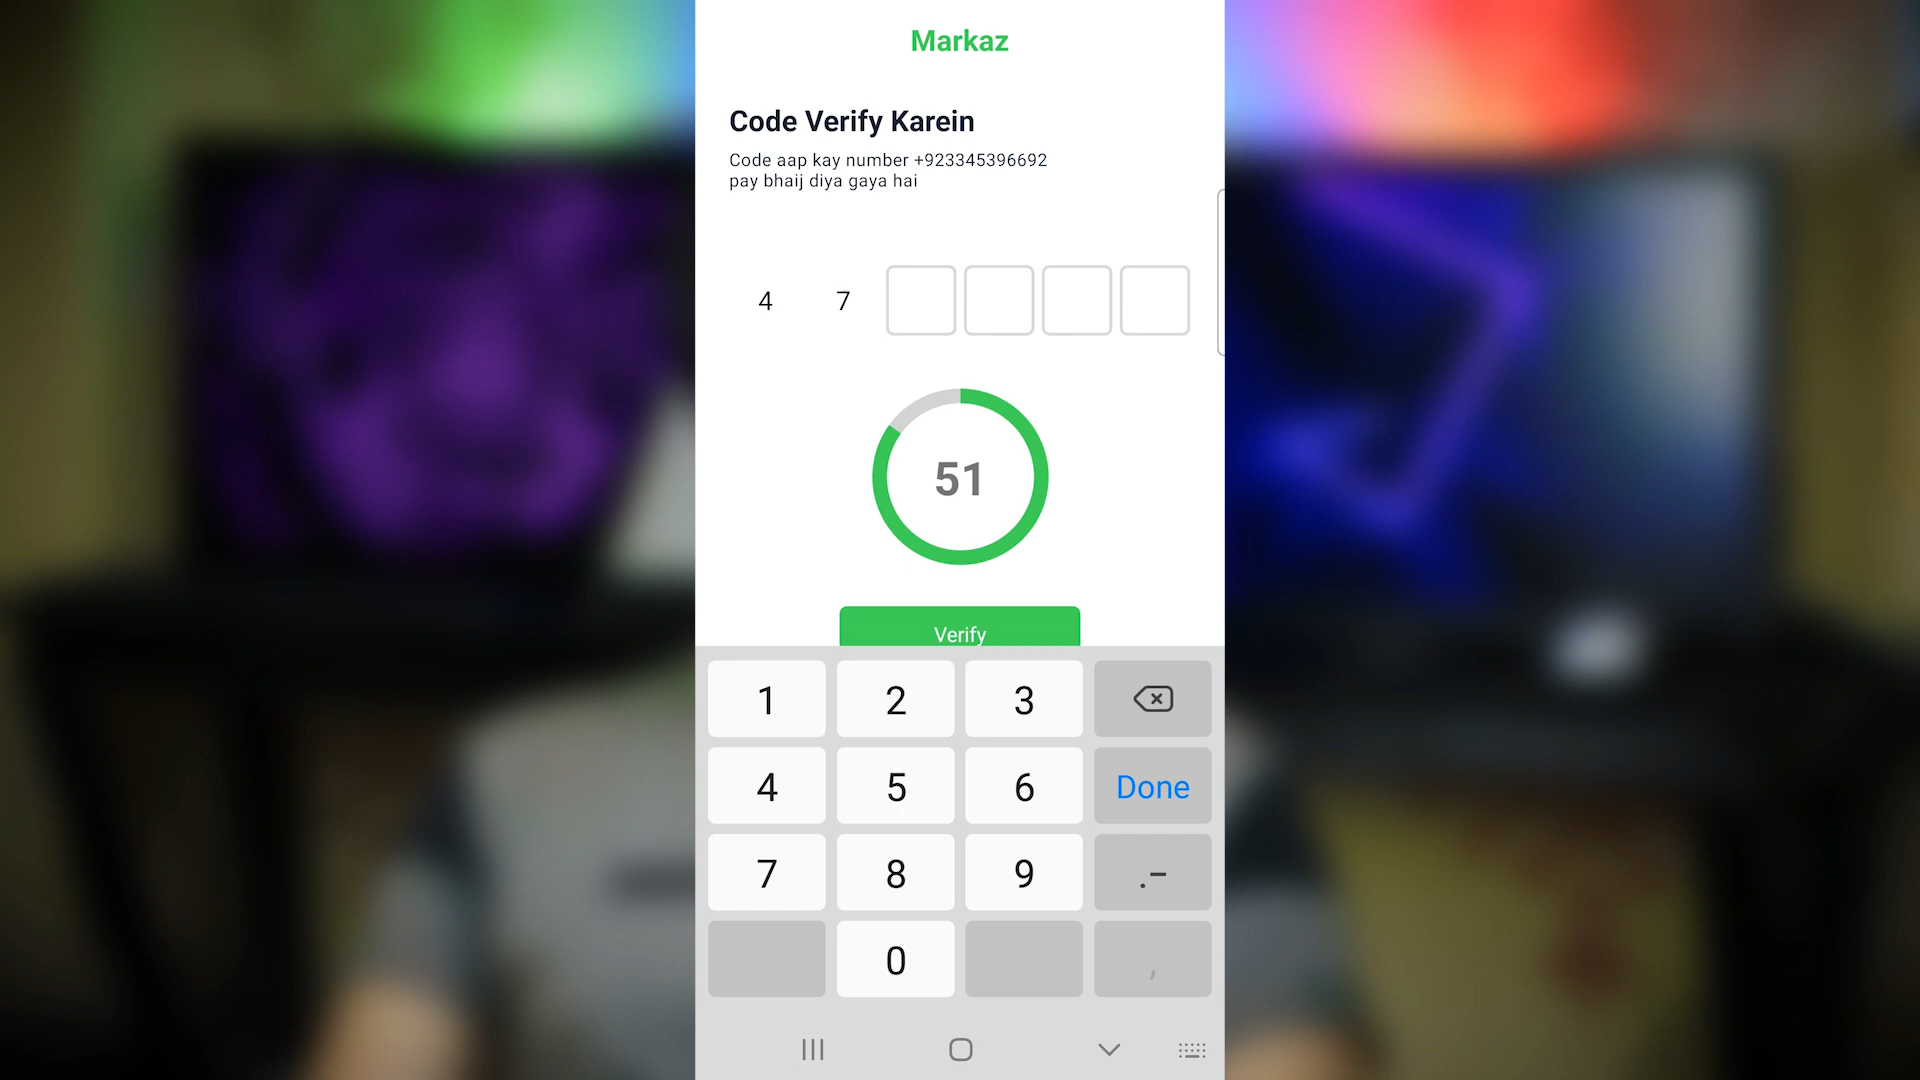 Markaz
Code Verify Karein
Code aap kay number +923345396692
pay bhaij diya gaya hai
4 7
51
Verify
1 2 3
4 5 6 Done
7 8 9 .-
0 ,